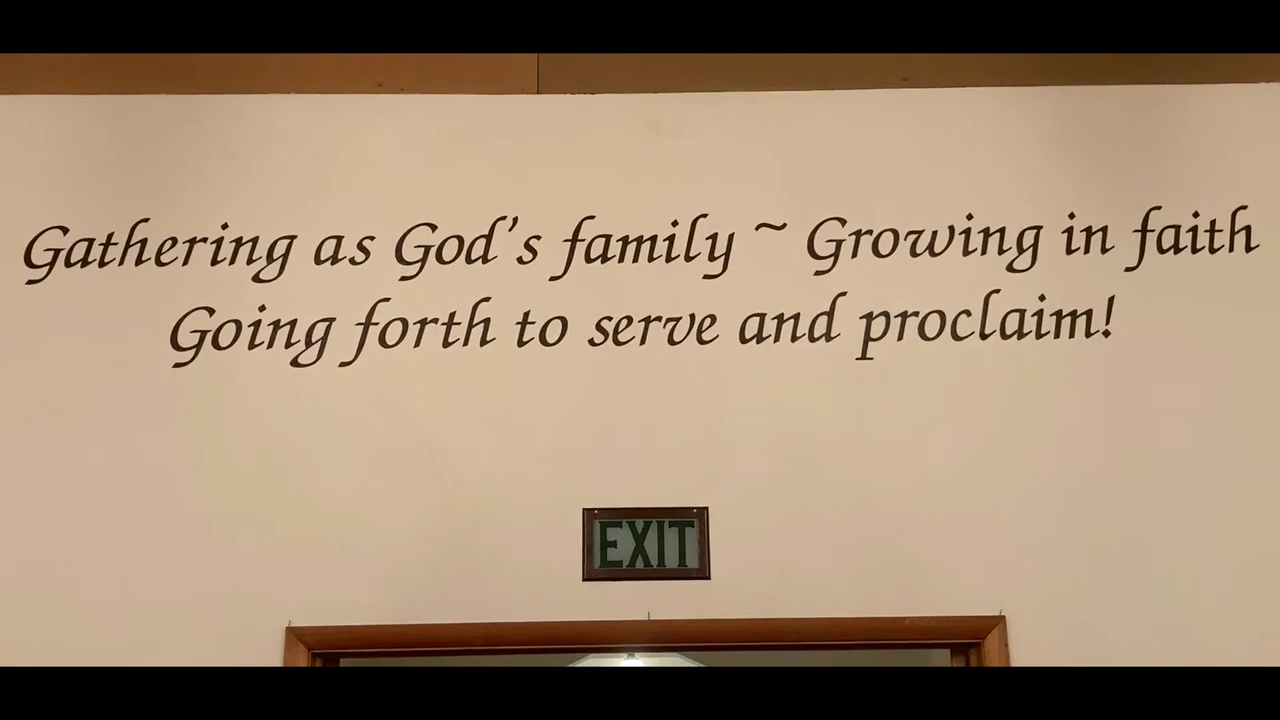 Gathering as God's family ~ Growing in faith
Going forth to serve and proclaim!
EXIT